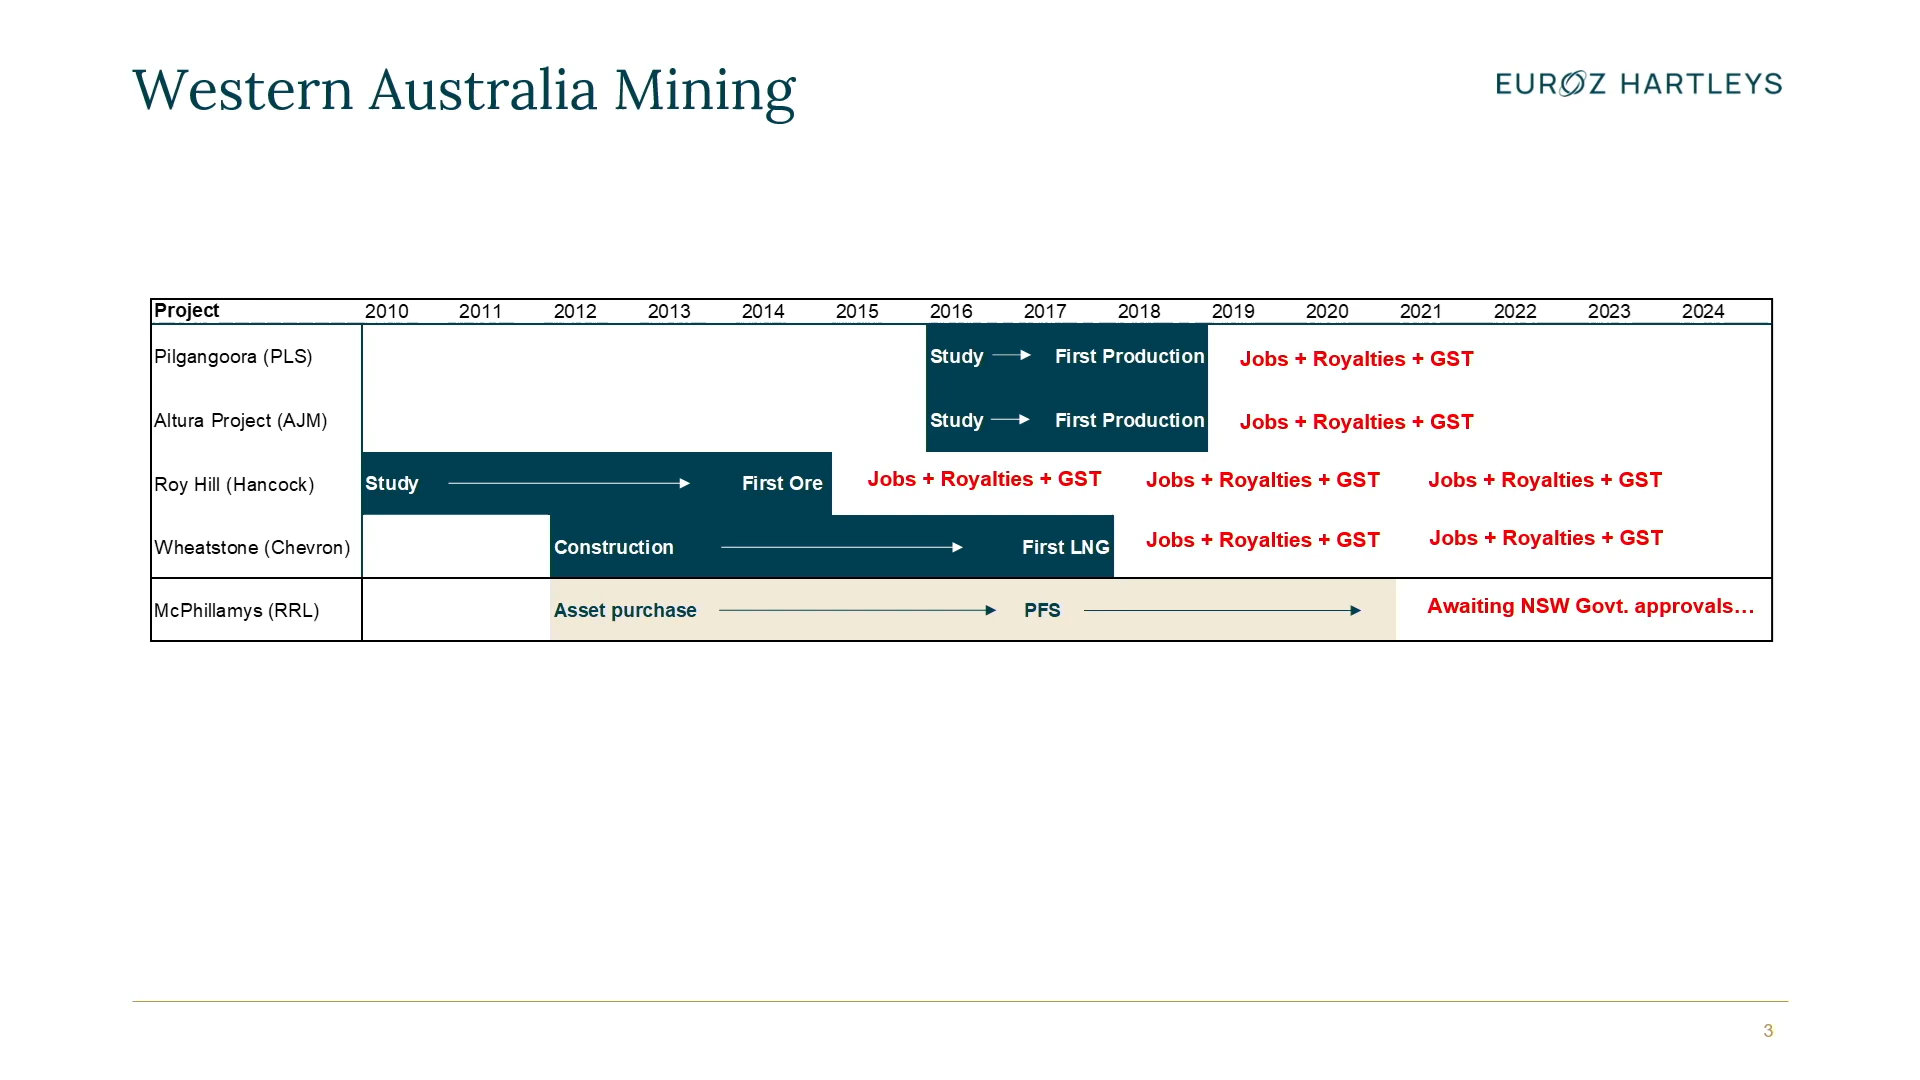 Western Australia Mining
EUROZ HARTLEYS
Project 2010 2011 2012 2013 2014 2015 2016 2017 2018 2019 2020 2021 2022 2023 2024
Pilgangoora (PLS) Study First Production Jobs + Royalties + GST
Altura Project (AJM) Study First Production Jobs + Royalties + GST
Roy Hill (Hancock) Study First Ore Jobs + Royalties + GST Jobs + Royalties + GST Jobs + Royalties + GST
Wheatstone (Chevron) Construction First LNG Jobs + Royalties + GST Jobs + Royalties + GST
McPhillamys (RRL) Asset purchase PFS Awaiting NSW Govt. approvals…
3